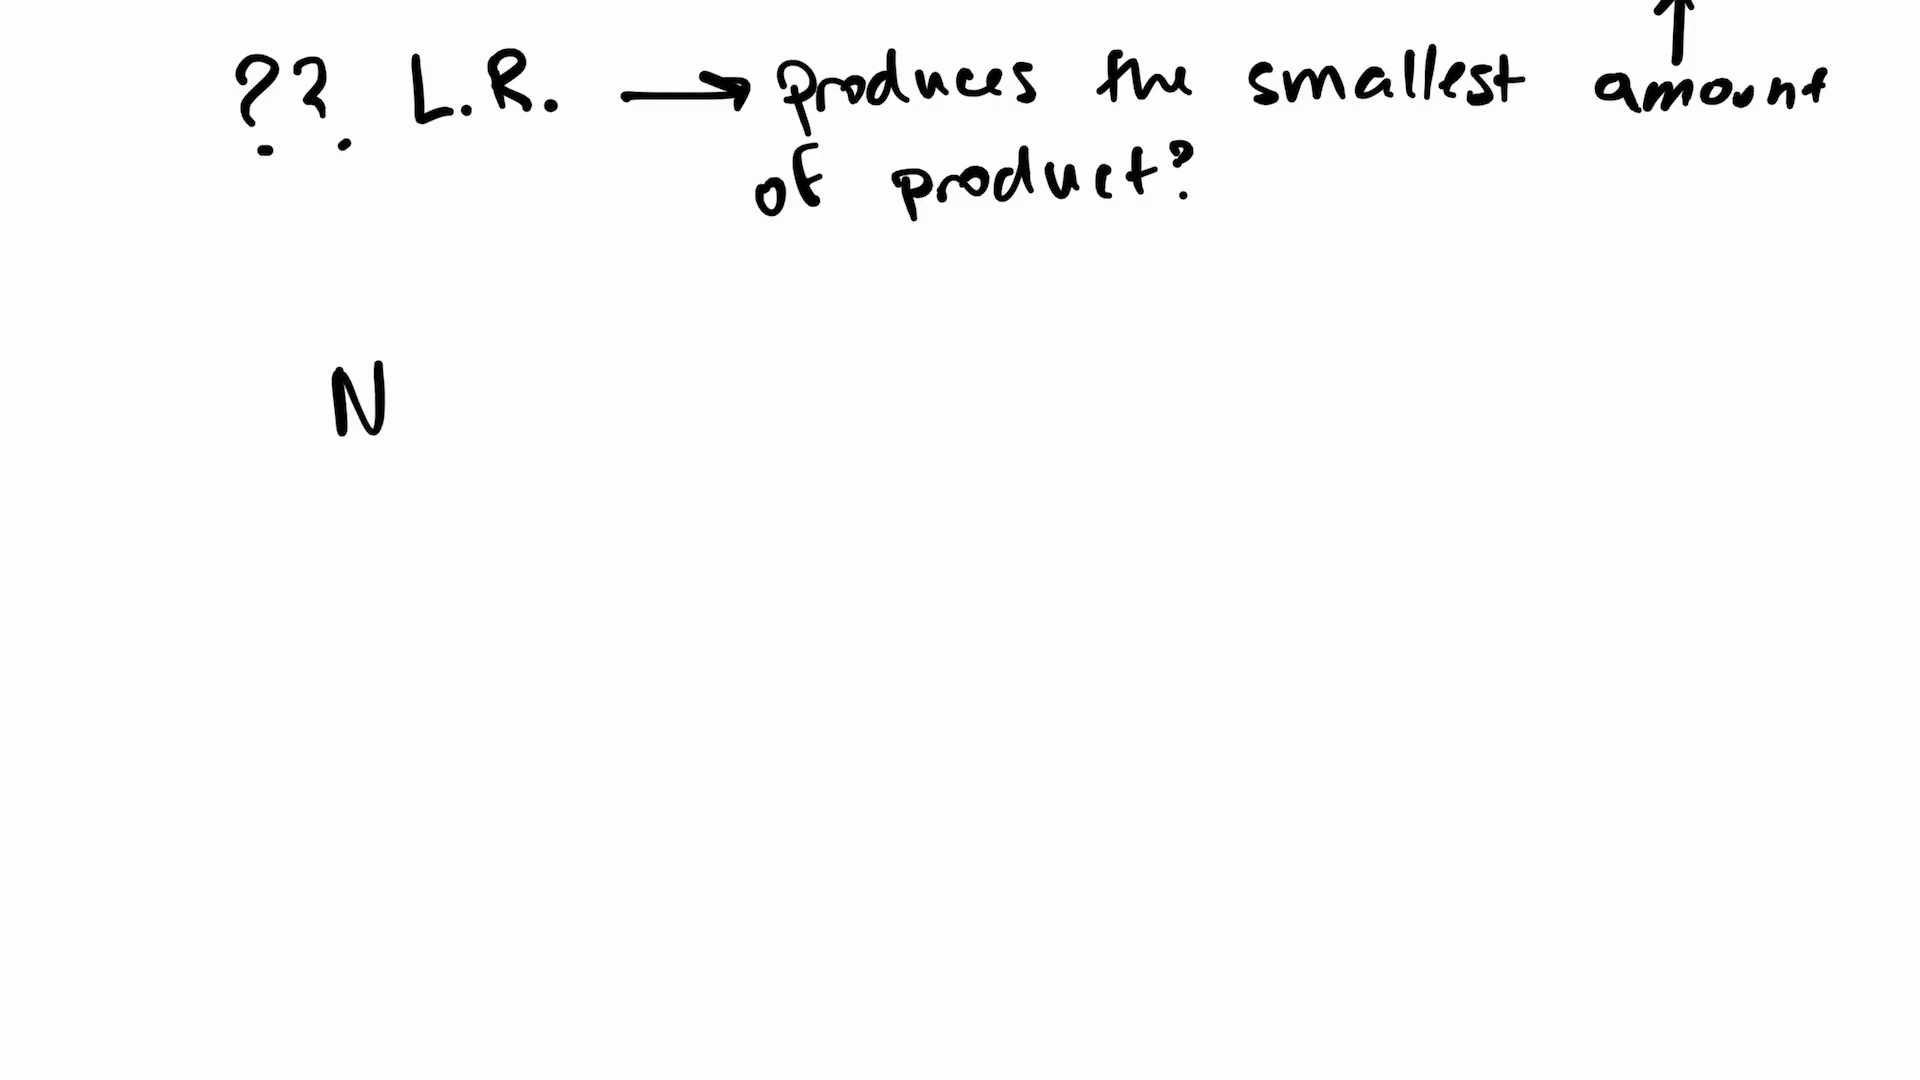 ?? L.R. → produces the smallest amount
of product?
N